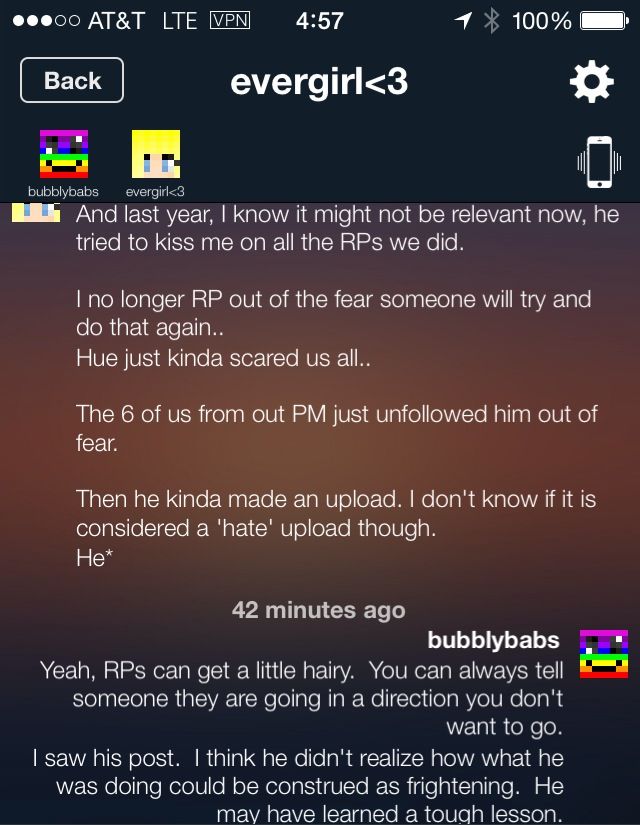 AT&T LTE VPN 4:57 100%
Back evergirl<3
bubblybabs evergirl<3
And last year, I know it might not be relevant now, he
tried to kiss me on all the RPs we did.
I no longer RP out of the fear someone will try and
do that again..
Hue just kinda scared us all..
The 6 of us from out PM just unfollowed him out of
fear.
Then he kinda made an upload. I don't know if it is
considered a 'hate' upload though.
He*
42 minutes ago
bubblybabs
Yeah, RPs can get a little hairy. You can always tell
someone they are going in a direction you don't
want to go.
I saw his post. I think he didn't realize how what he
was doing could be construed as frightening. He
may have learned a tough lesson.